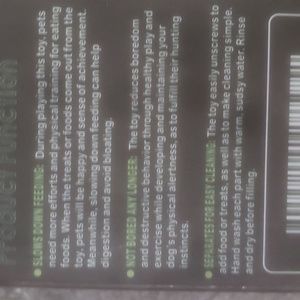 PRODUCT FUNCTION
● SLOWS DOWN FEEDING: During playing this toy, pets
need more efforts and physical training for eating
foods. When the treats or foods come out from the
toy, pets will be happy and sense of achievement.
Meanwhile, slowing down feeding can help
digestion and avoid bloating.
● NOT BORED ANY LONGER: The toy reduces boredom
and destructive behavior through healthy play and
exercise while developing and maintaining your
dog's physical alertness, as to fulfill their hunting
instincts.
● SEPARATES FOR EASY CLEANING: The toy easily unscrews to
add food or treats, as well as to make cleaning simple.
Hand wash each part with warm, sudsy water. Rinse
and dry before filling.